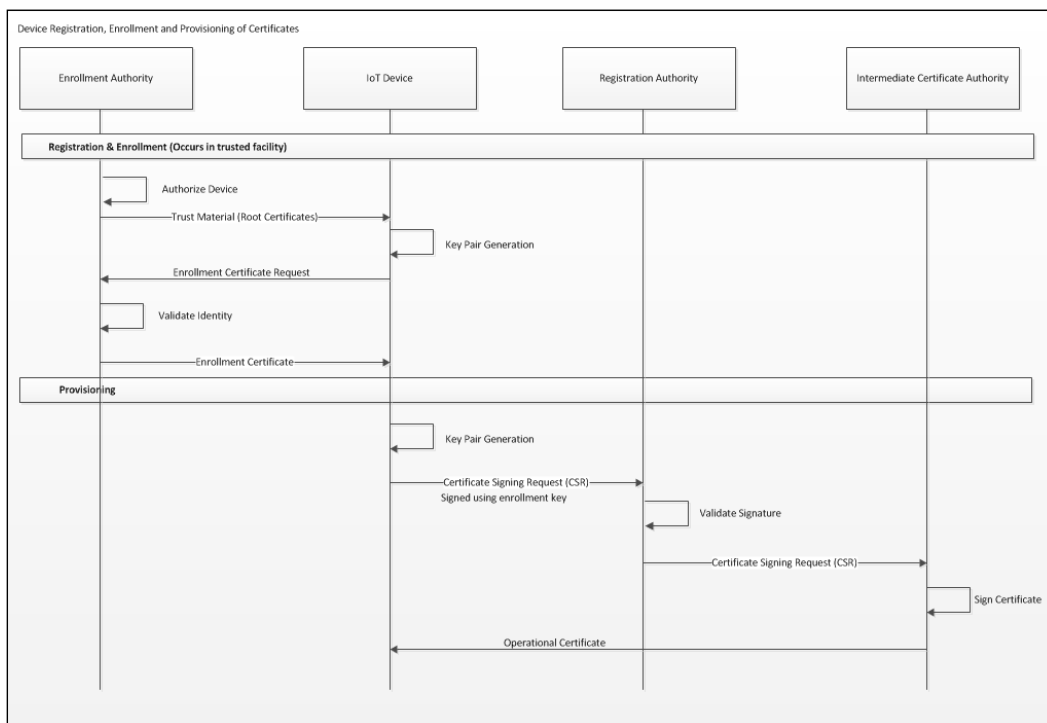 Device Registration, Enrollment and Provisioning of Certificates
Enrollment Authority
IoT Device
Registration Authority
Intermediate Certificate Authority
Registration & Enrollment (Occurs in trusted facility)
Authorize Device
Trust Material (Root Certificates)
Key Pair Generation
Enrollment Certificate Request
Validate Identity
Enrollment Certificate
Provisioning
Key Pair Generation
Certificate Signing Request (CSR)
Signed using enrollment key
Validate Signature
Certificate Signing Request (CSR)
Sign Certificate
Operational Certificate